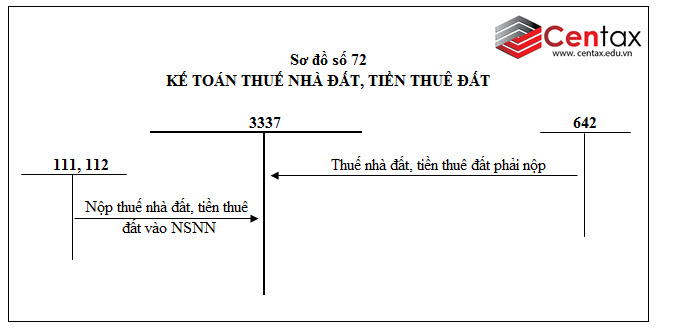 Centax
www. centax.edu.vn
Sơ đồ số 72
KẾ TOÁN THUẾ NHÀ ĐẤT, TIỀN THUÊ ĐẤT
3337
642
111, 112
Thuế nhà đất, tiền thuê đất phải nộp
Nộp thuế nhà đất, tiền thuê
đất vào NSNN